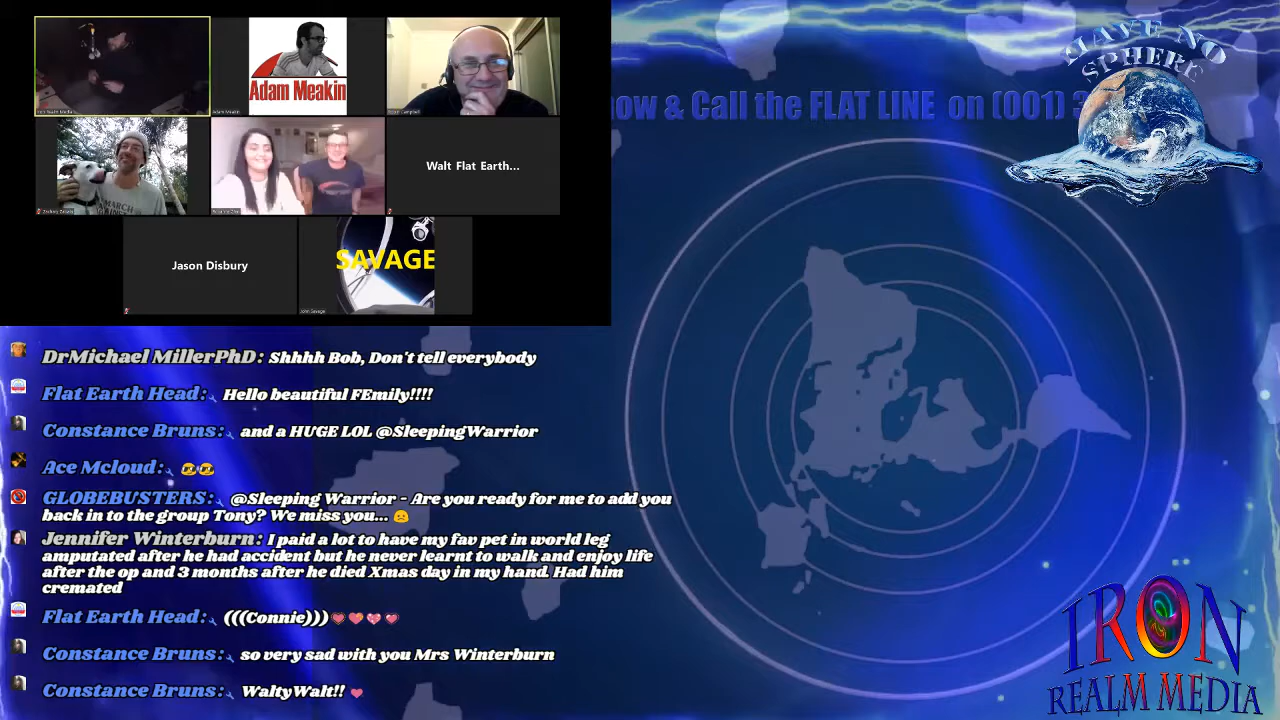 Adam Meakin
Walt Flat Earth...
Jason Disbury
SAVAGE
John Savage
HAVE NO
SPHERE
now & Call the FLAT LINE on (001) 3
DrMichael MillerPhD: Shhhh Bob, Don't tell everybody
Flat Earth Head: Hello beautiful FEmily!!!!
Constance Bruns: and a HUGE LOL @SleepingWarrior
Ace Mcloud:
GLOBEBUSTERS: @Sleeping Warrior - Are you ready for me to add you
back in to the group Tony? We miss you...
Jennifer Winterburn: I paid a lot to have my fav pet in world leg
amputated after he had accident but he never learnt to walk and enjoy life
after the op and 3 months after he died Xmas day in my hand. Had him
cremated
Flat Earth Head: (((Connie)))
Constance Bruns: so very sad with you Mrs Winterburn
Constance Bruns: WaltyWalt!!
IRON
REALM MEDIA